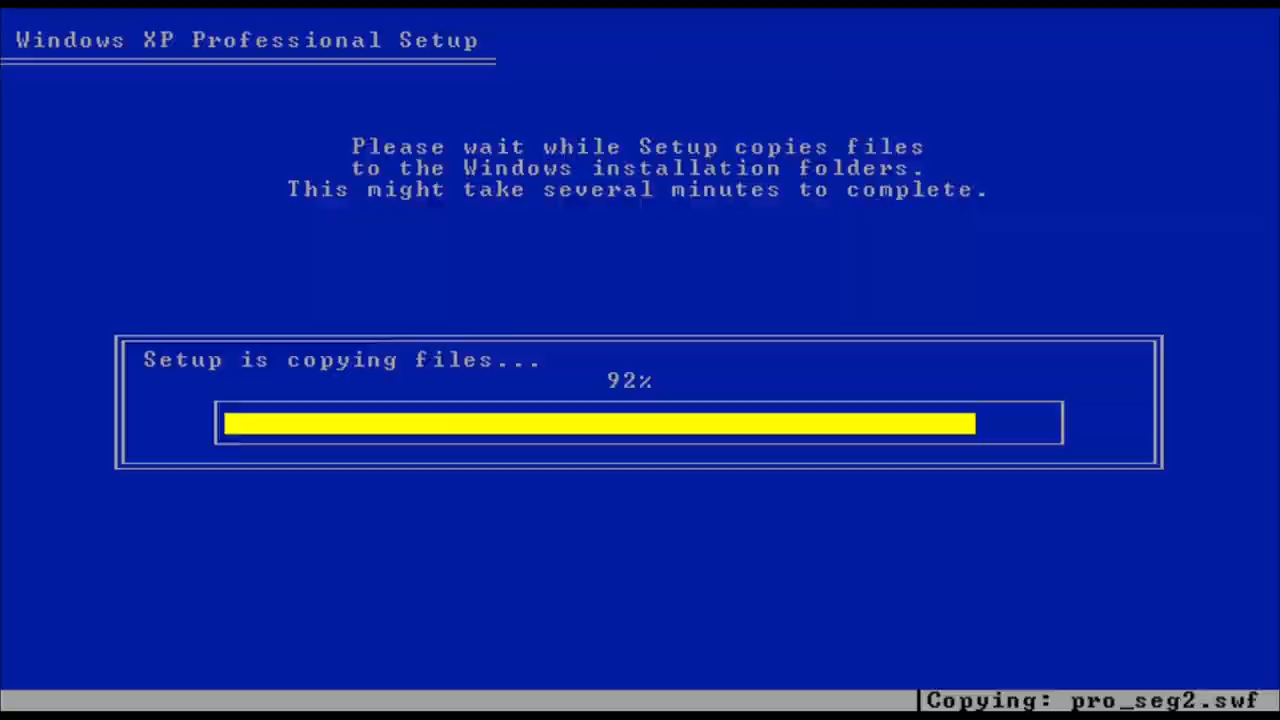 Windows XP Professional Setup
Please wait while Setup copies files
to the Windows installation folders.
This might take several minutes to complete.
Setup is copying files...
92%
Copying: pro_seg2.swf